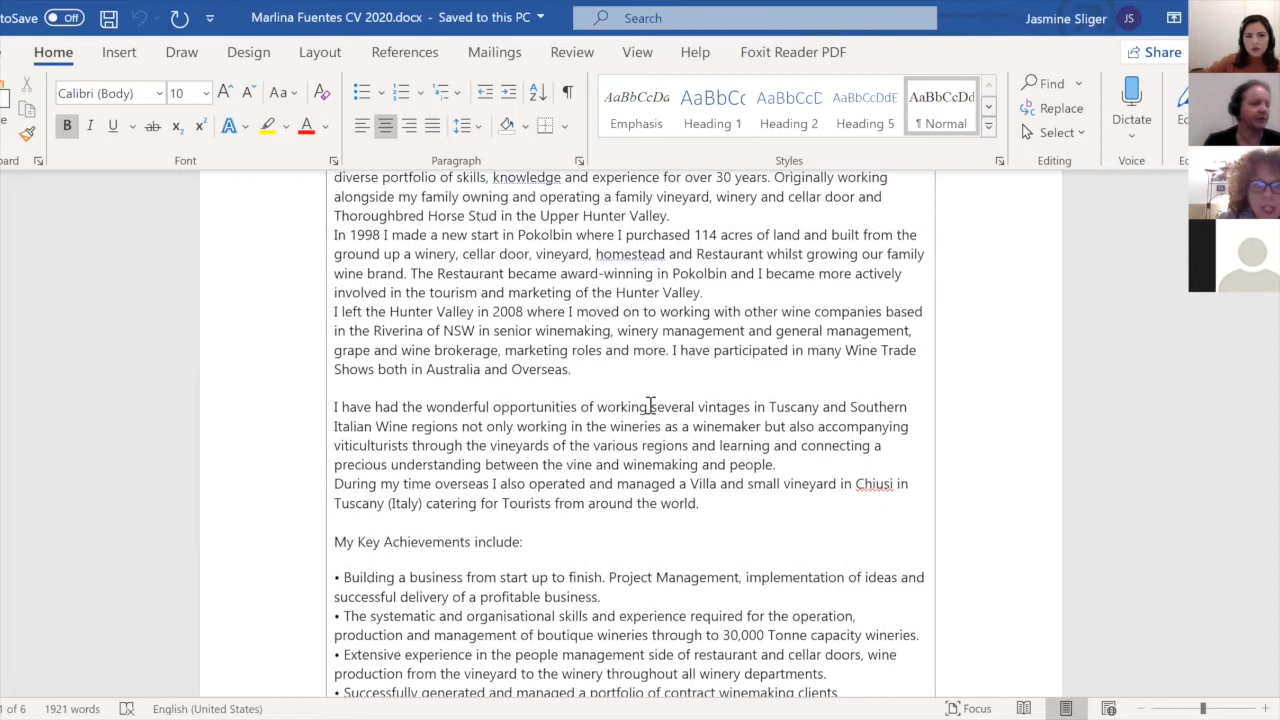 toSave Off
Marlina Fuentes CV 2020.docx - Saved to this PC
Search
Jasmine Sliger JS
Home Insert Draw Design Layout References Mailings Review View Help Foxit Reader PDF Share
Calibri (Body) 10 Aa
AaBbCcDd AaBbCc AaBbCcD AaBbCcDdE AaBbCcDd
Emphasis Heading 1 Heading 2 Heading 5 ¶ Normal
Find
Replace
Select
Dictate
Font Paragraph Styles Editing Voice
diverse portfolio of skills, knowledge and experience for over 30 years. Originally working
alongside my family owning and operating a family vineyard, winery and cellar door and
Thoroughbred Horse Stud in the Upper Hunter Valley.
In 1998 I made a new start in Pokolbin where I purchased 114 acres of land and built from the
ground up a winery, cellar door, vineyard, homestead and Restaurant whilst growing our family
wine brand. The Restaurant became award-winning in Pokolbin and I became more actively
involved in the tourism and marketing of the Hunter Valley.
I left the Hunter Valley in 2008 where I moved on to working with other wine companies based
in the Riverina of NSW in senior winemaking, winery management and general management,
grape and wine brokerage, marketing roles and more. I have participated in many Wine Trade
Shows both in Australia and Overseas.
I have had the wonderful opportunities of working several vintages in Tuscany and Southern
Italian Wine regions not only working in the wineries as a winemaker but also accompanying
viticulturists through the vineyards of the various regions and learning and connecting a
precious understanding between the vine and winemaking and people.
During my time overseas I also operated and managed a Villa and small vineyard in Chiusi in
Tuscany (Italy) catering for Tourists from around the world.
My Key Achievements include:
• Building a business from start up to finish. Project Management, implementation of ideas and
successful delivery of a profitable business.
• The systematic and organisational skills and experience required for the operation,
production and management of boutique wineries through to 30,000 Tonne capacity wineries.
• Extensive experience in the people management side of restaurant and cellar doors, wine
production from the vineyard to the winery throughout all winery departments.
• Successfully generated and managed a portfolio of contract winemaking clients
1 of 6 1921 words English (United States) Focus